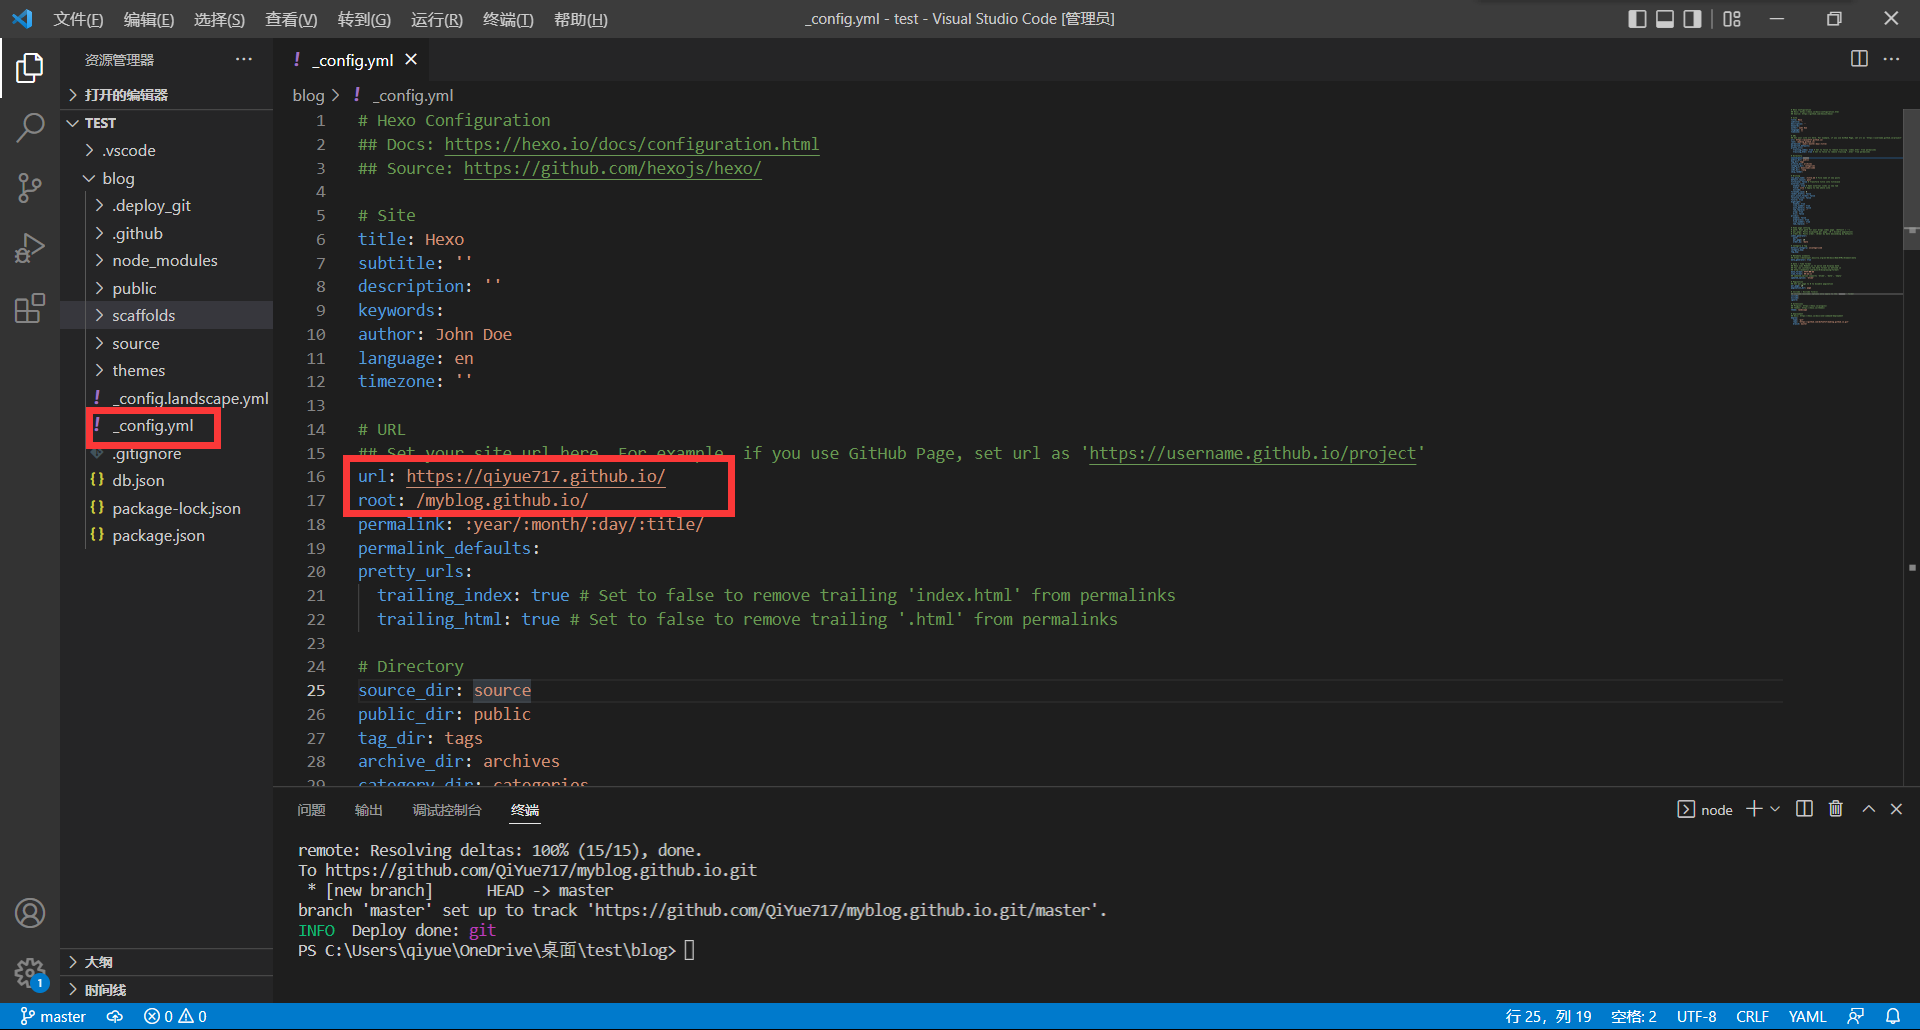 文件(F) 编辑(E) 选择(S) 查看(V) 转到(G) 运行(R) 终端(T) 帮助(H) _config.yml - test - Visual Studio Code [管理员]
资源管理器
打开的编辑器
TEST
.vscode
blog
.deploy_git
.github
node_modules
public
scaffolds
source
themes
_config.landscape.yml
_config.yml
.gitignore
db.json
package-lock.json
package.json
大纲
时间线
_config.yml
blog > ! _config.yml
1 # Hexo Configuration
2 ## Docs: https://hexo.io/docs/configuration.html
3 ## Source: https://github.com/hexojs/hexo/
4
5 # Site
6 title: Hexo
7 subtitle: ''
8 description: ''
9 keywords:
10 author: John Doe
11 language: en
12 timezone: ''
13
14 # URL
15 ## Set your site url here. For example, if you use GitHub Page, set url as 'https://username.github.io/project'
16 url: https://qiyue717.github.io/
17 root: /myblog.github.io/
18 permalink: :year/:month/:day/:title/
19 permalink_defaults:
20 pretty_urls:
21 trailing_index: true # Set to false to remove trailing 'index.html' from permalinks
22 trailing_html: true # Set to false to remove trailing '.html' from permalinks
23
24 # Directory
25 source_dir: source
26 public_dir: public
27 tag_dir: tags
28 archive_dir: archives
29 category_dir: categories
问题 输出 调试控制台 终端 node
remote: Resolving deltas: 100% (15/15), done.
To https://github.com/QiYue717/myblog.github.io.git
* [new branch] HEAD -> master
branch 'master' set up to track 'https://github.com/QiYue717/myblog.github.io.git/master'.
INFO Deploy done: git
PS C:\Users\qiyue\OneDrive\桌面\test\blog>
1
master 0 0 行 25，列 19 空格: 2 UTF-8 CRLF YAML